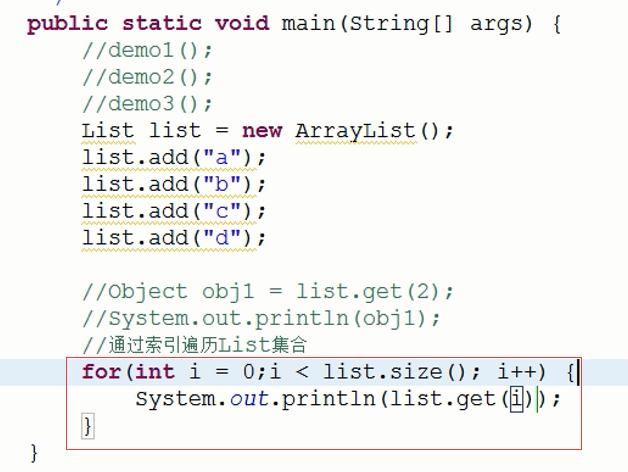 public static void main(String[] args) {
//demo1();
//demo2();
//demo3();
List list = new ArrayList();
list.add("a");
list.add("b");
list.add("c");
list.add("d");
//Object obj1 = list.get(2);
//System.out.println(obj1);
//通过索引遍历List集合
for(int i = 0;i < list.size(); i++) {
System.out.println(list.get(i));
}
}